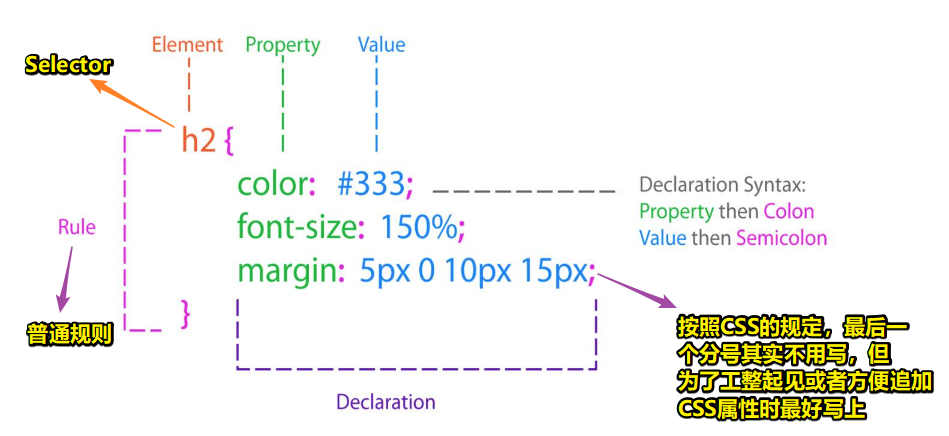 Element Property Value
Selector
h2 {
color: #333;
Declaration Syntax:
Property then Colon
Value then Semicolon
font-size: 150%;
Rule
margin: 5px 0 10px 15px;
}
普通规则
按照CSS的规定，最后一
个分号其实不用写，但
为了工整起见或者方便追加
CSS属性时最好写上
Declaration